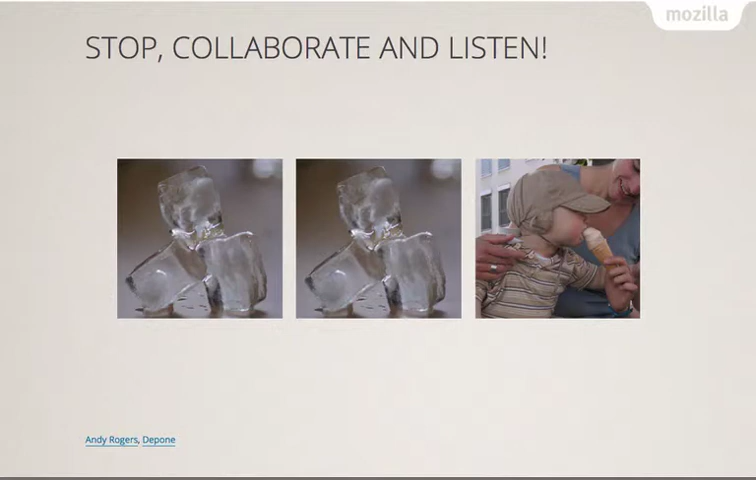 mozilla
STOP, COLLABORATE AND LISTEN!
Andy Rogers, Depone